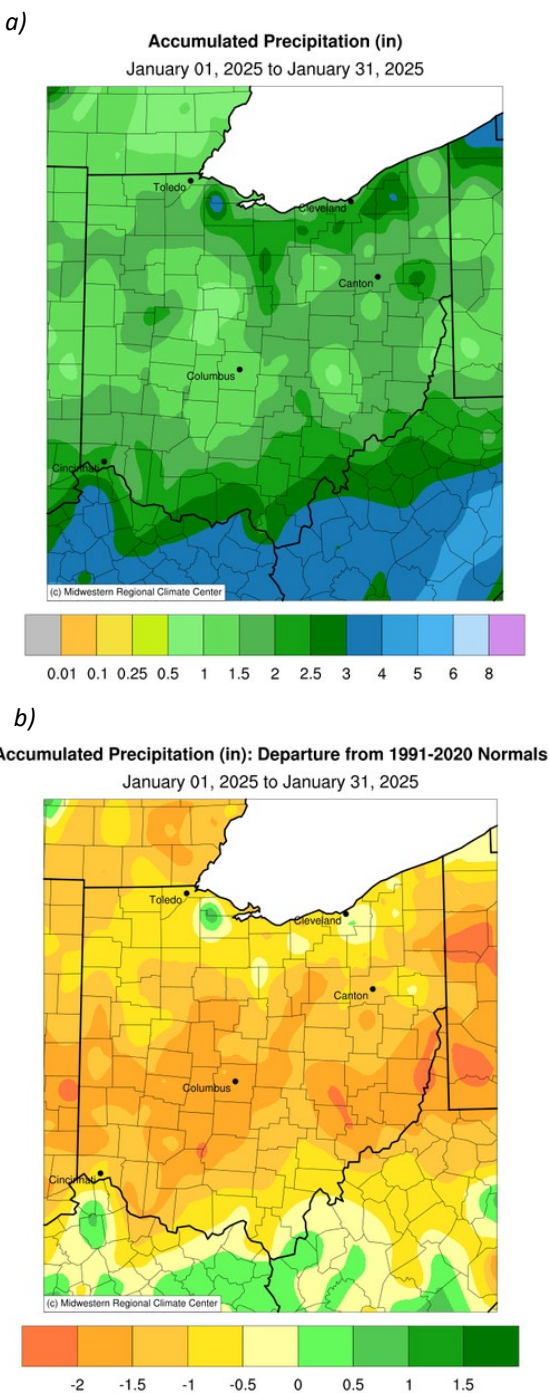 a)
Accumulated Precipitation (in)
January 01, 2025 to January 31, 2025
Toledo
Cleveland
Canton
Columbus
Cincinnati
(c) Midwestern Regional Climate Center
0.01 0.1 0.25 0.5 1 1.5 2 2.5 3 4 5 6 8
b)
Accumulated Precipitation (in): Departure from 1991-2020 Normals
January 01, 2025 to January 31, 2025
Toledo
Cleveland
Canton
Columbus
Cincinnati
(c) Midwestern Regional Climate Center
-2 -1.5 -1 -0.5 0 0.5 1 1.5